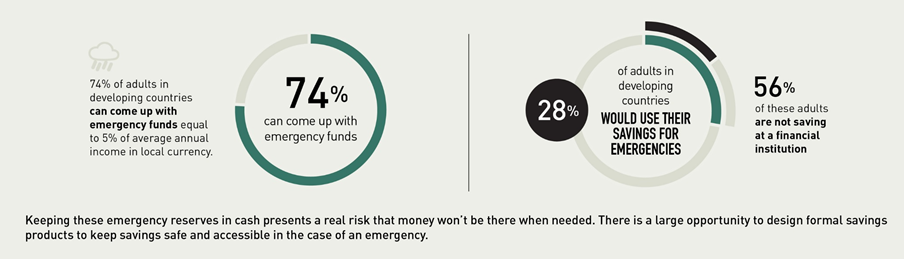 74% of adults in
developing countries
can come up with
emergency funds equal
to 5% of average annual
income in local currency.
74%
can come up with
emergency funds
28%
of adults in
developing
countries
WOULD USE THEIR
SAVINGS FOR
EMERGENCIES
56%
of these adults
are not saving
at a financial
institution
Keeping these emergency reserves in cash presents a real risk that money won't be there when needed. There is a large opportunity to design formal savings
products to keep savings safe and accessible in the case of an emergency.